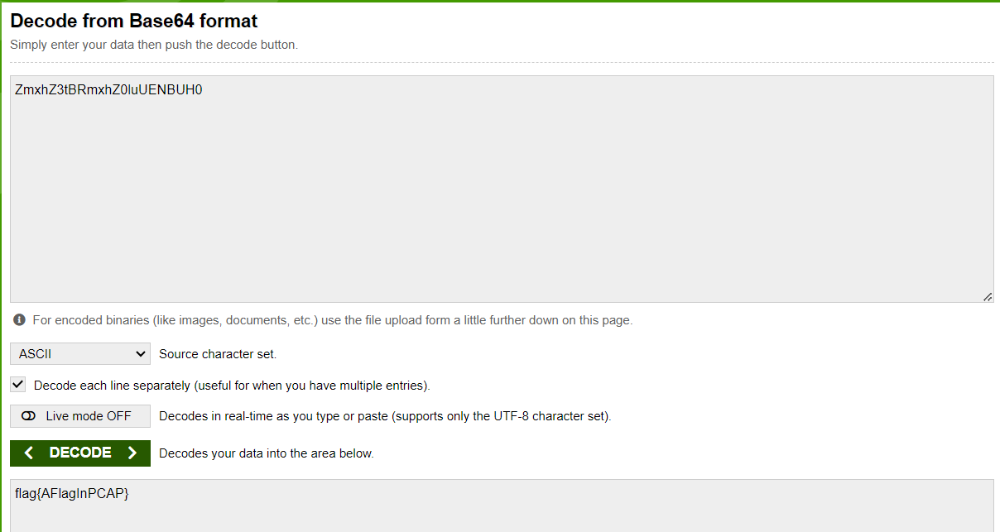 Decode from Base64 format
Simply enter your data then push the decode button.
ZmxhZ3tBRmxhZ0luUENBUH0
For encoded binaries (like images, documents, etc.) use the file upload form a little further down on this page.
ASCII Source character set.
Decode each line separately (useful for when you have multiple entries).
Live mode OFF Decodes in real-time as you type or paste (supports only the UTF-8 character set).
DECODE Decodes your data into the area below.
flag{AFlagInPCAP}